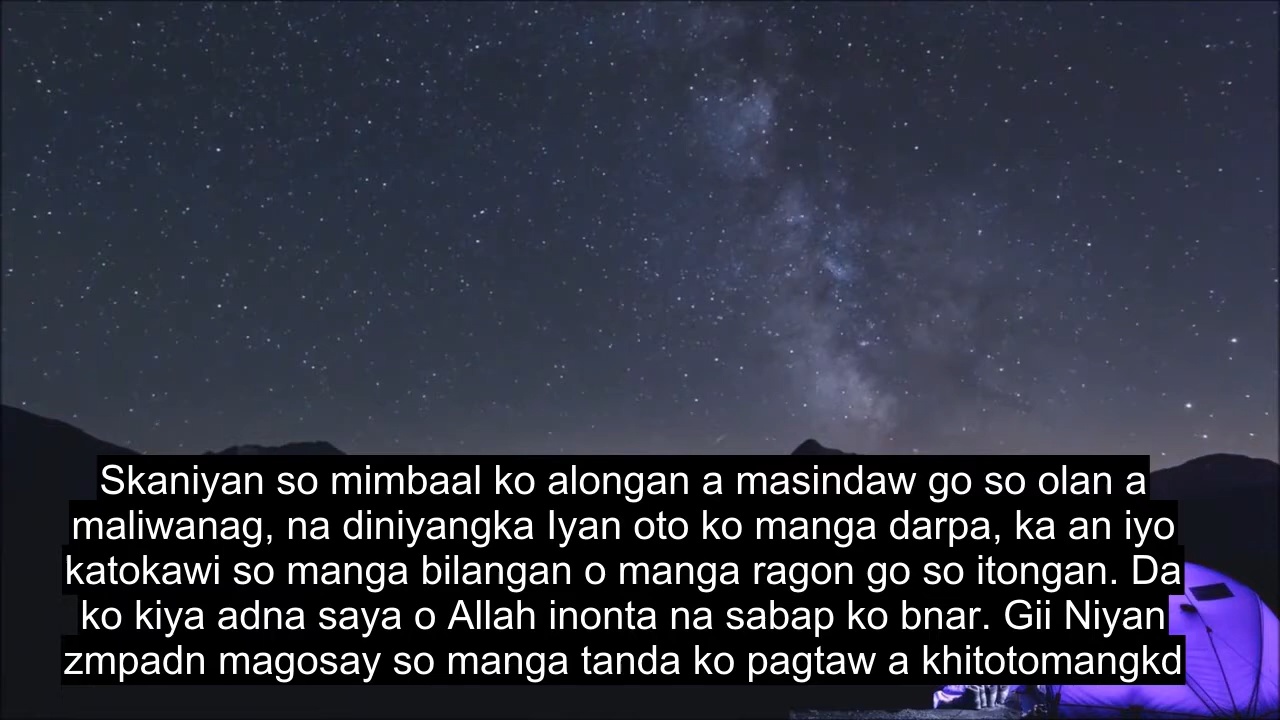 Skaniyan so mimbaal ko alongan a masindaw go so olan a
maliwanag, na diniyangka Iyan oto ko manga darpa, ka an iyo
katokawi so manga bilangan o manga ragon go so itongan. Da
ko kiya adna saya o Allah inonta na sabap ko bnar. Gii Niyan
zmpadn magosay so manga tanda ko pagtaw a khitotomangkd